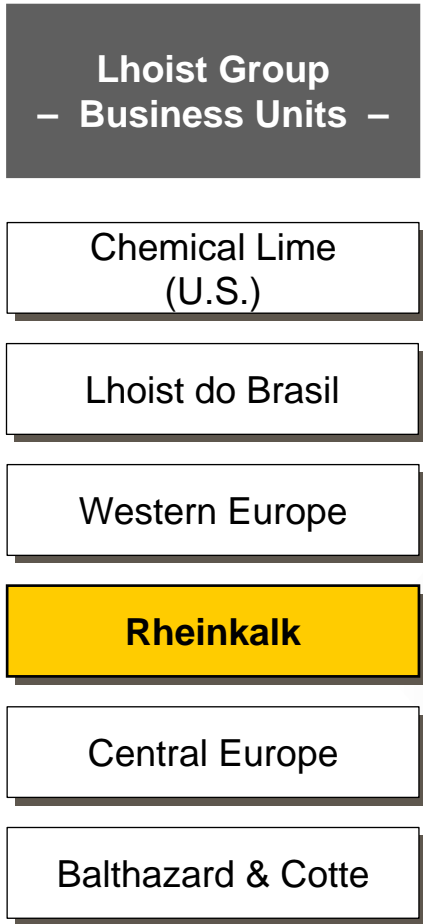 Lhoist Group
– Business Units –
Chemical Lime
(U.S.)
Lhoist do Brasil
Western Europe
Rheinkalk
Central Europe
Balthazard & Cotte